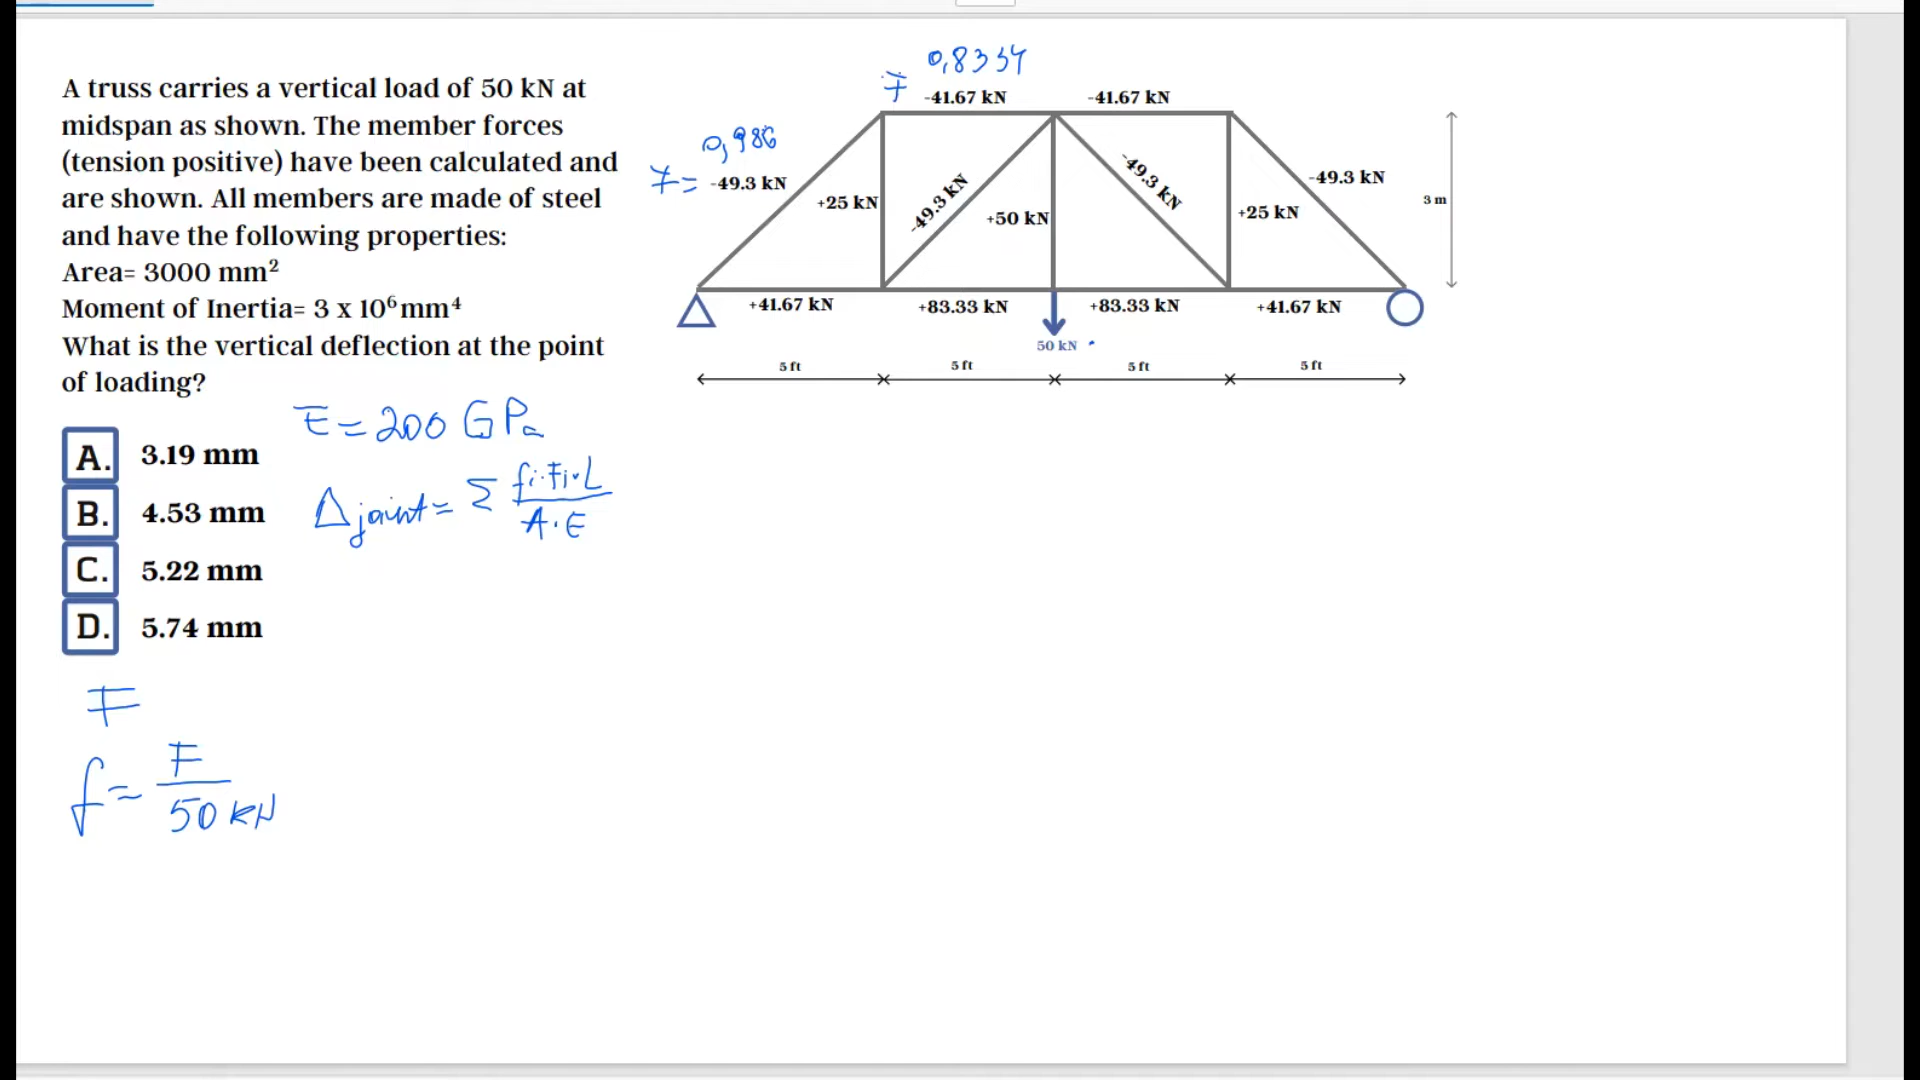 A truss carries a vertical load of 50 kN at
midspan as shown. The member forces
(tension positive) have been calculated and
are shown. All members are made of steel
and have the following properties:
Area= 3000 mm²
Moment of Inertia= 3 x 10⁶ mm⁴
What is the vertical deflection at the point
of loading?
A. 3.19 mm
B. 4.53 mm
C. 5.22 mm
D. 5.74 mm
E = 200 GPa
Δjoint = Σ fi·Fi·L / A·E
F
f = F / 50 kN
0,8334
F
-41.67 kN
-41.67 kN
0,986
F= -49.3 kN
+25 kN
-49.3 kN
+50 kN
-49.3 kN
+25 kN
-49.3 kN
3 m
+41.67 kN
+83.33 kN
+83.33 kN
+41.67 kN
50 kN
5 ft
5 ft
5 ft
5 ft